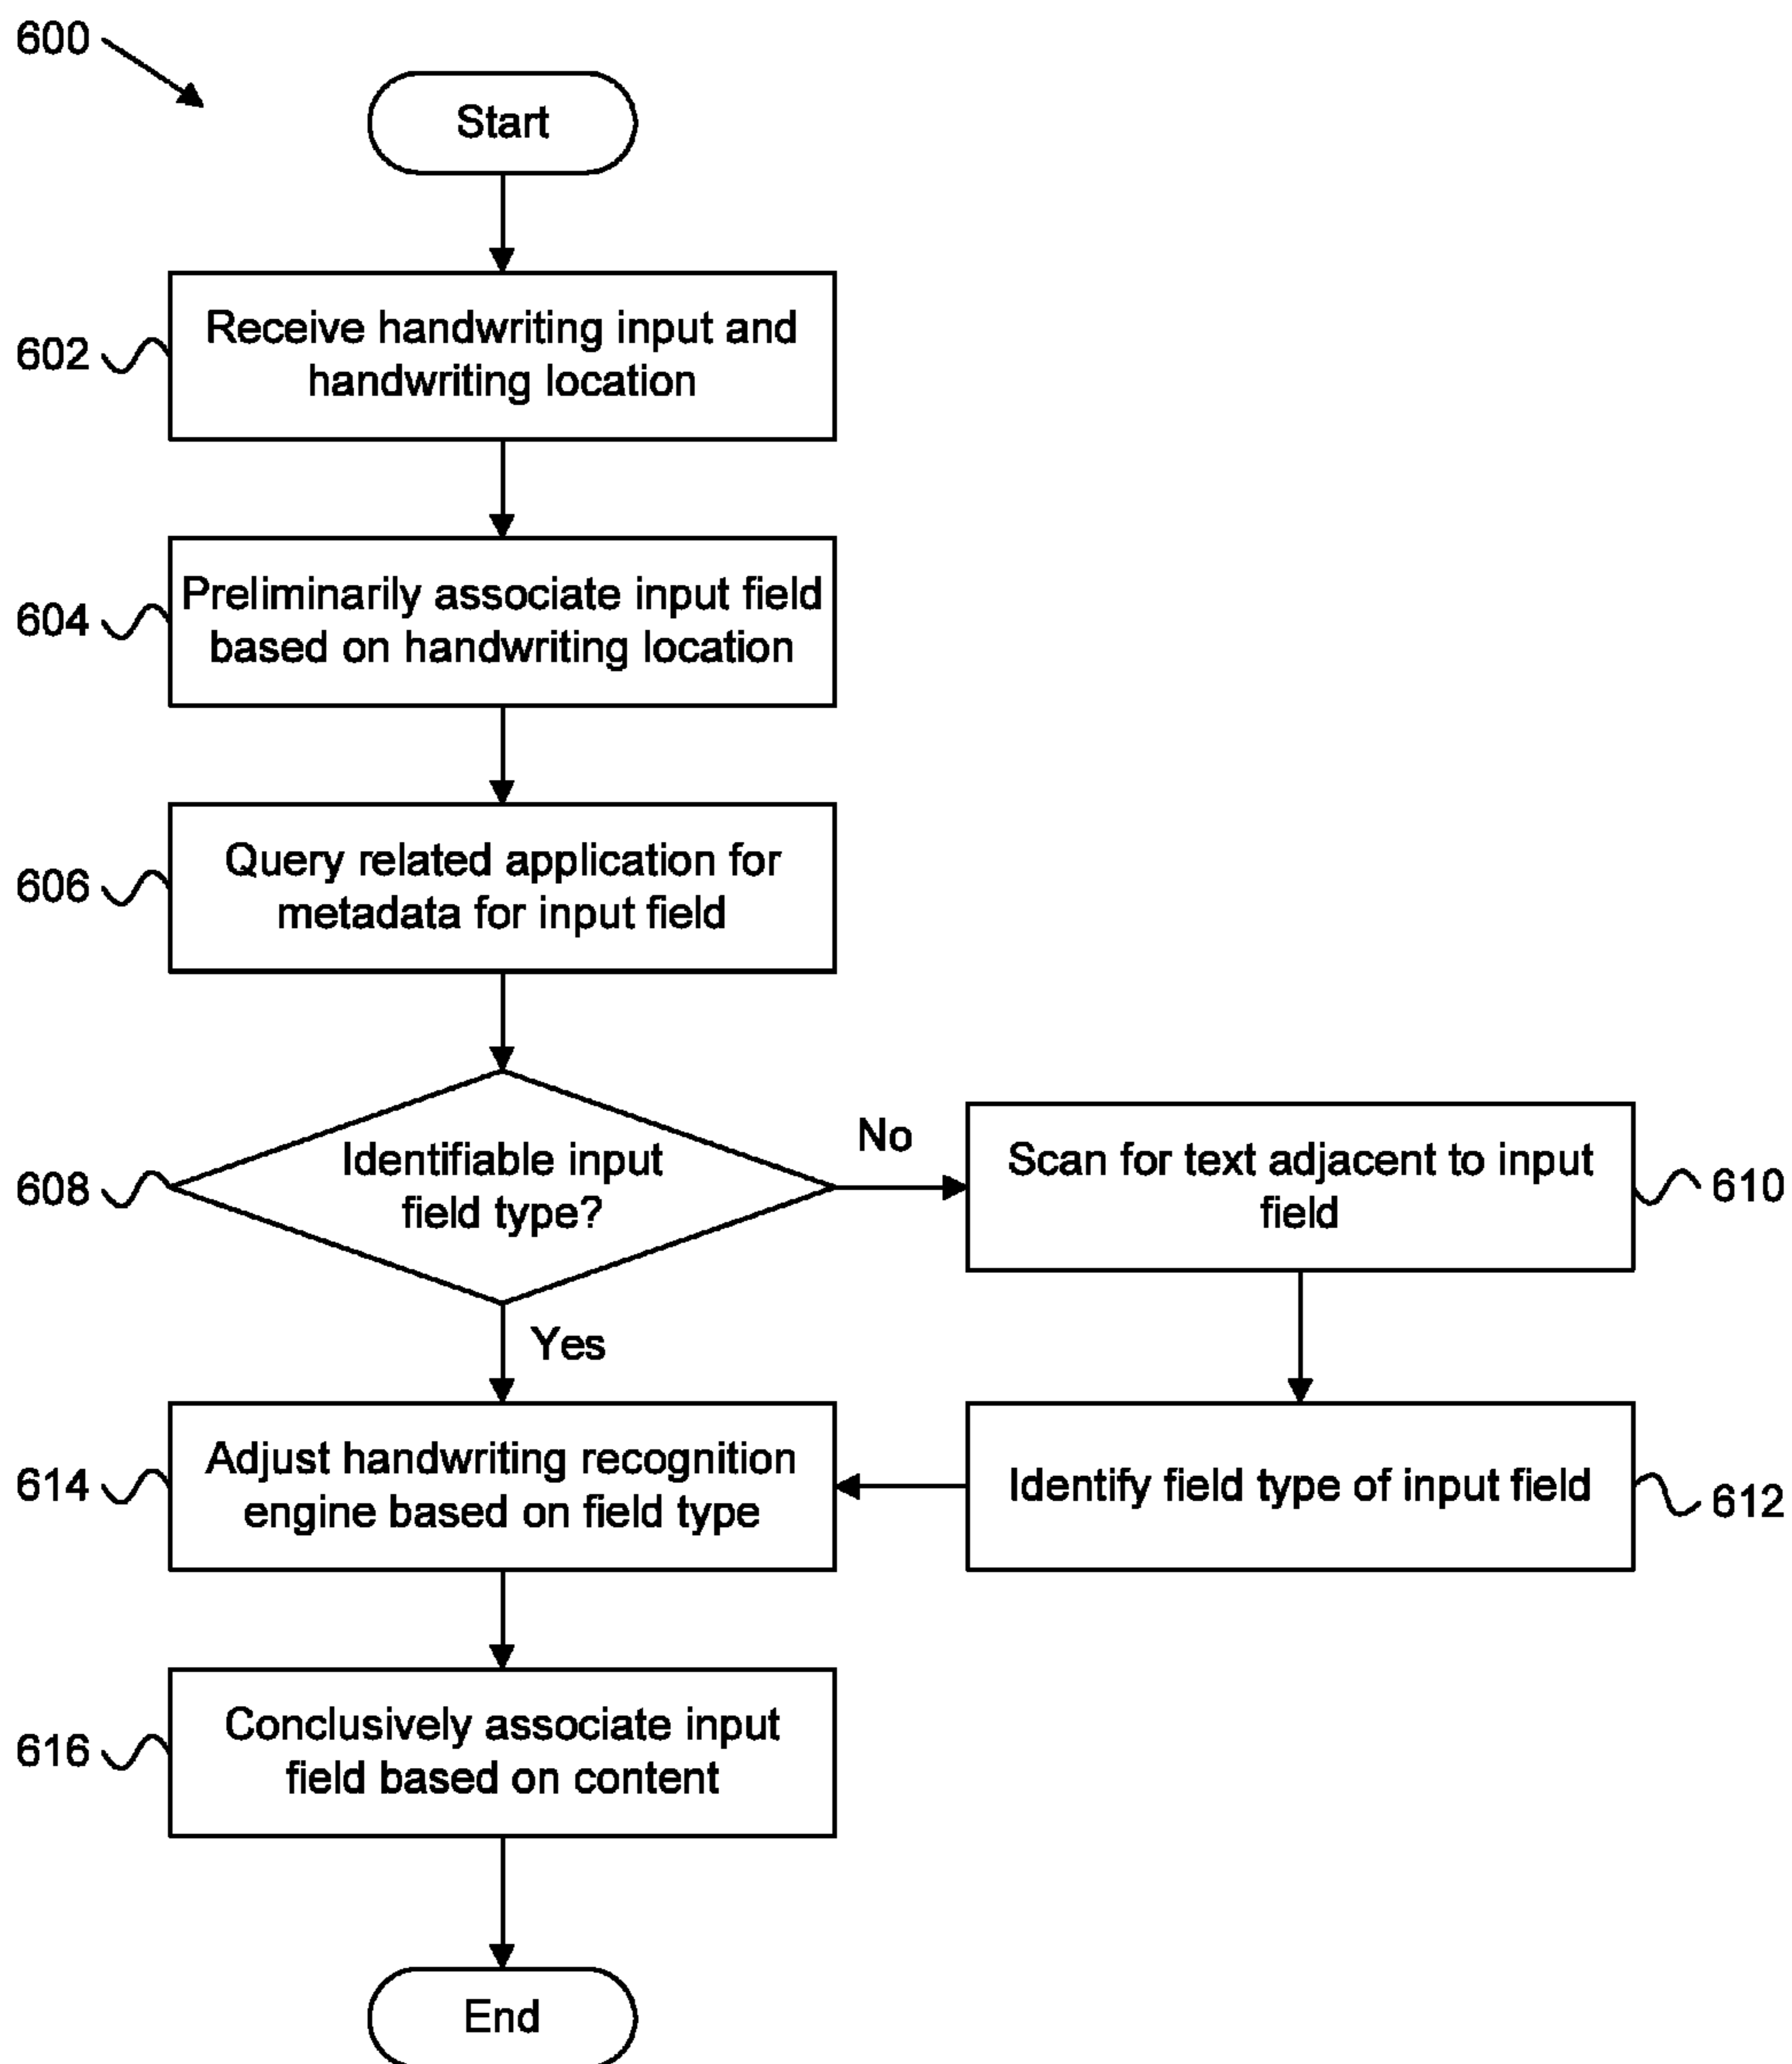 600
Start
602
Receive handwriting input and
handwriting location
604
Preliminarily associate input field
based on handwriting location
606
Query related application for
metadata for input field
608
Identifiable input
field type?
No
Scan for text adjacent to input
field
610
Yes
614
Adjust handwriting recognition
engine based on field type
Identify field type of input field
612
616
Conclusively associate input
field based on content
End